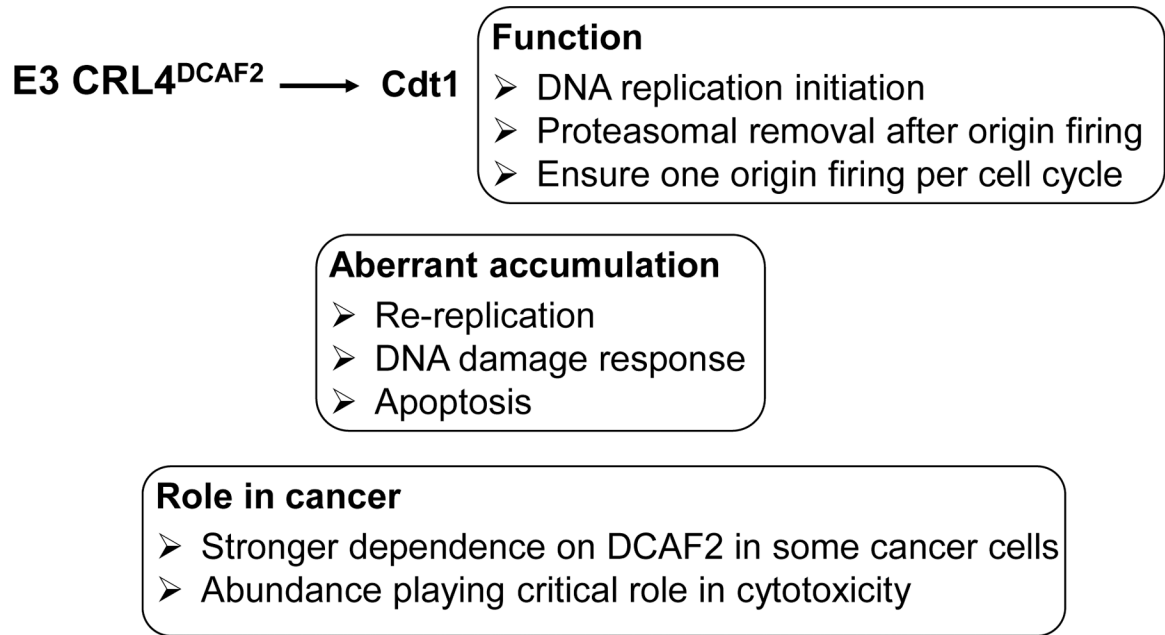 E3 CRL4^DCAF2 → Cdt1
Function
➢ DNA replication initiation
➢ Proteasomal removal after origin firing
➢ Ensure one origin firing per cell cycle
Aberrant accumulation
➢ Re-replication
➢ DNA damage response
➢ Apoptosis
Role in cancer
➢ Stronger dependence on DCAF2 in some cancer cells
➢ Abundance playing critical role in cytotoxicity